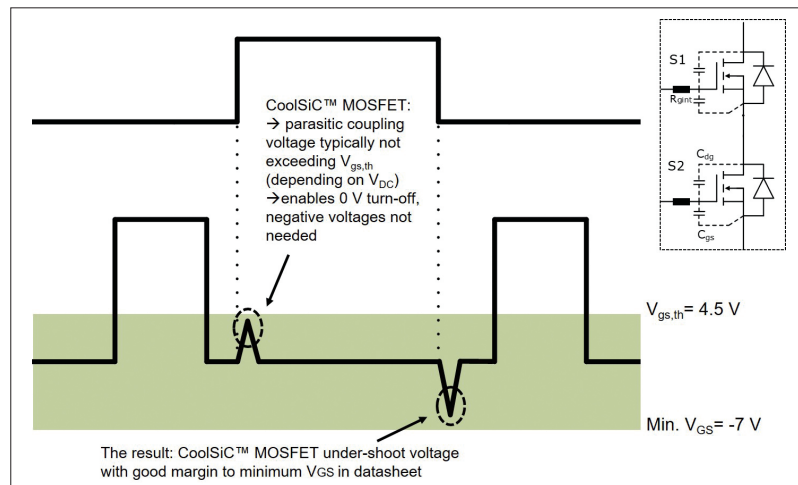 CoolSiC™ MOSFET:
→ parasitic coupling
voltage typically not
exceeding Vgs,th
(depending on VDC)
→enables 0 V turn-off,
negative voltages not
needed
S1
Rgint
S2
Cdg
Cgs
Vgs,th= 4.5 V
Min. VGS= -7 V
The result: CoolSiC™ MOSFET under-shoot voltage
with good margin to minimum VGS in datasheet